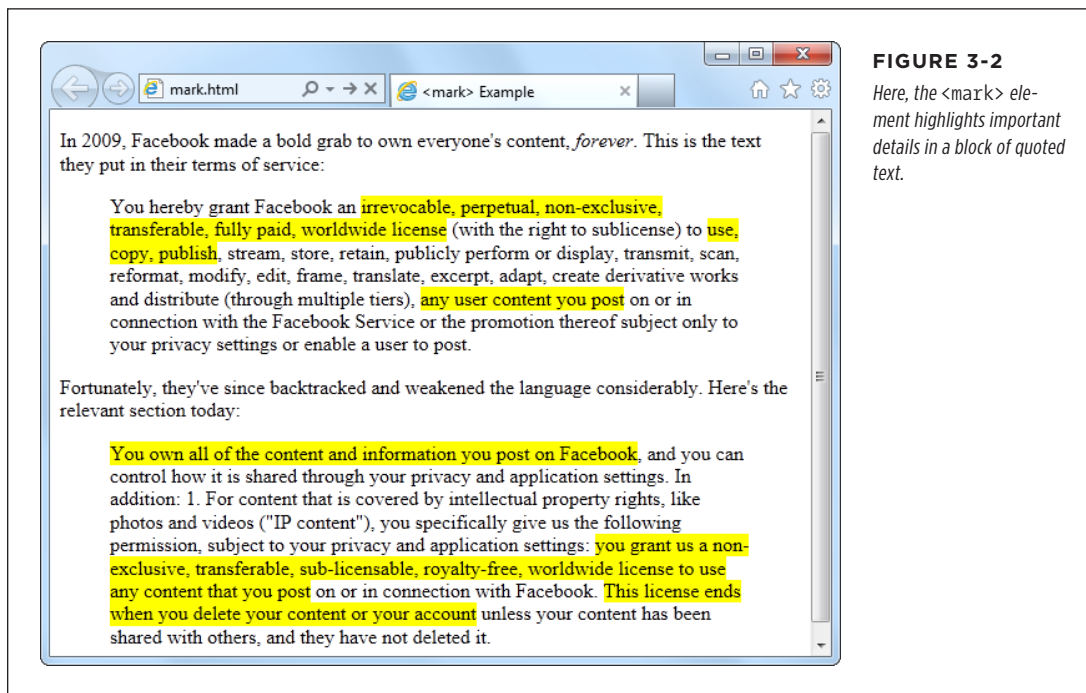 mark.html
<mark> Example
In 2009, Facebook made a bold grab to own everyone's content, forever. This is the text
they put in their terms of service:
You hereby grant Facebook an irrevocable, perpetual, non-exclusive,
transferable, fully paid, worldwide license (with the right to sublicense) to use,
copy, publish, stream, store, retain, publicly perform or display, transmit, scan,
reformat, modify, edit, frame, translate, excerpt, adapt, create derivative works
and distribute (through multiple tiers), any user content you post on or in
connection with the Facebook Service or the promotion thereof subject only to
your privacy settings or enable a user to post.
Fortunately, they've since backtracked and weakened the language considerably. Here's the
relevant section today:
You own all of the content and information you post on Facebook, and you can
control how it is shared through your privacy and application settings. In
addition: 1. For content that is covered by intellectual property rights, like
photos and videos ("IP content"), you specifically give us the following
permission, subject to your privacy and application settings: you grant us a non-
exclusive, transferable, sub-licensable, royalty-free, worldwide license to use
any content that you post on or in connection with Facebook. This license ends
when you delete your content or your account unless your content has been
shared with others, and they have not deleted it.
FIGURE 3-2
Here, the <mark> ele-
ment highlights important
details in a block of quoted
text.